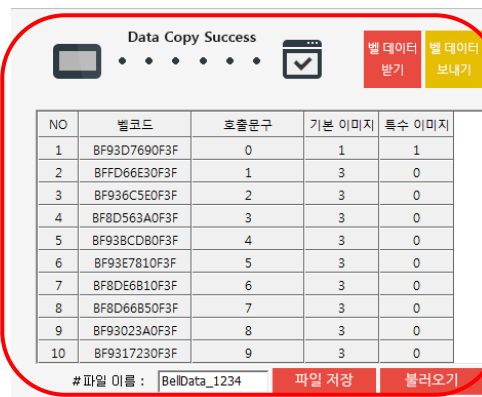 Data Copy Success
벨 데이터 받기
벨 데이터 보내기
NO 벨코드 호출문구 기본 이미지 특수 이미지
1 BF93D7690F3F 0 1 1
2 BFFD66E30F3F 1 3 0
3 BF936C5E0F3F 2 3 0
4 BF8D563A0F3F 3 3 0
5 BF93BCDB0F3F 4 3 0
6 BF93E7810F3F 5 3 0
7 BF8DE6B10F3F 6 3 0
8 BF8D66B50F3F 7 3 0
9 BF93023A0F3F 8 3 0
10 BF9317230F3F 9 3 0
#파일 이름 : BellData_1234 파일 저장 불러오기